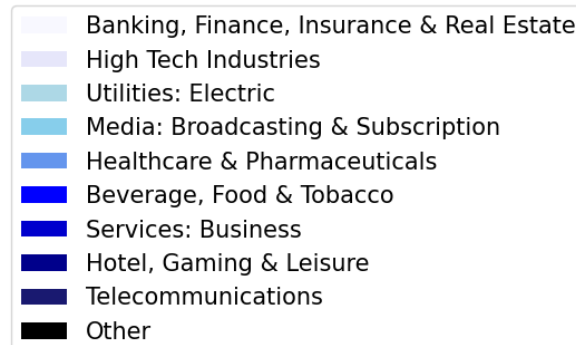 Banking, Finance, Insurance & Real Estate
High Tech Industries
Utilities: Electric
Media: Broadcasting & Subscription
Healthcare & Pharmaceuticals
Beverage, Food & Tobacco
Services: Business
Hotel, Gaming & Leisure
Telecommunications
Other